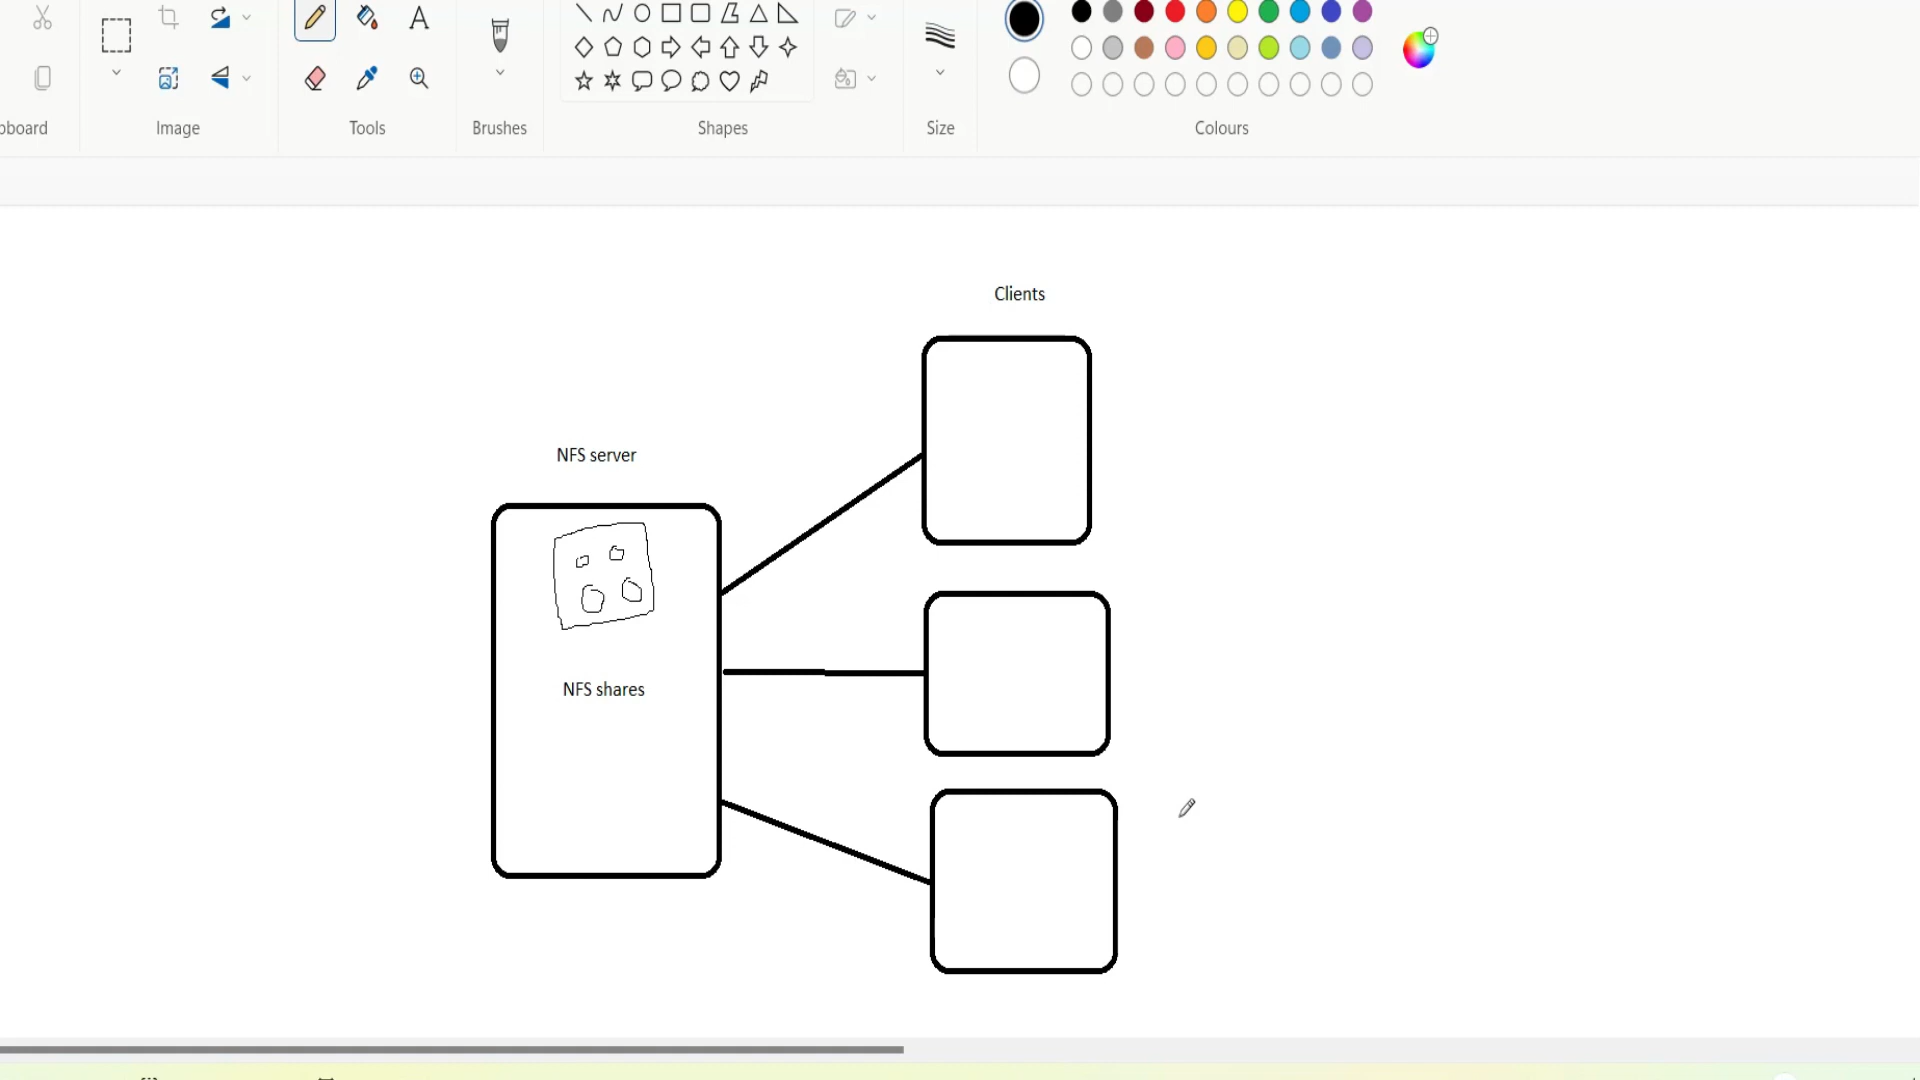 board
Image
Tools
Brushes
Shapes
Size
Colours
Clients
NFS server
NFS shares